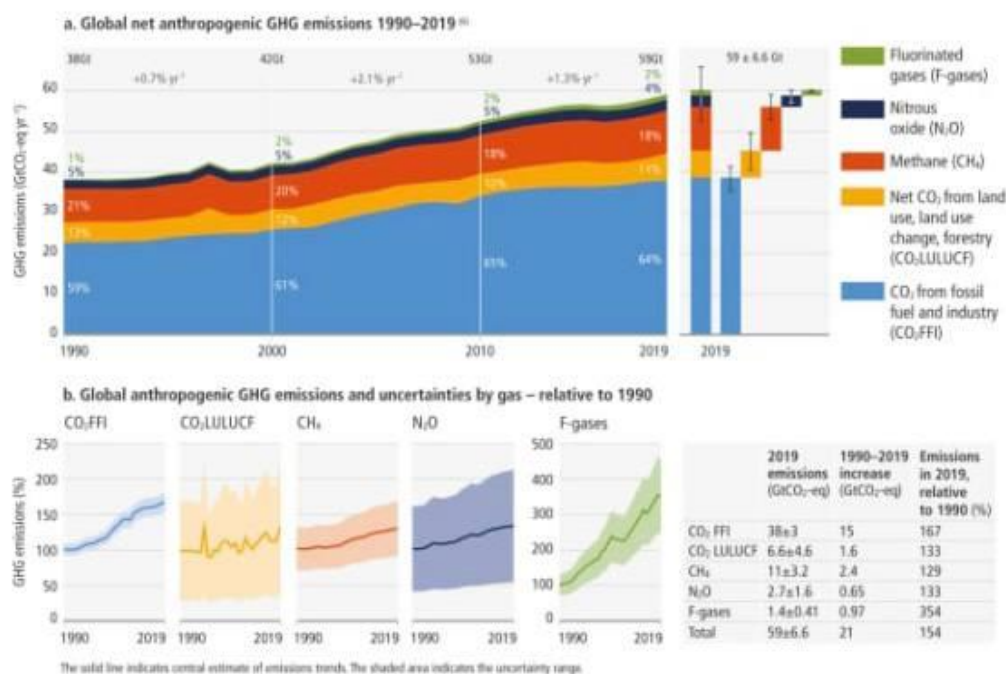 a. Global net anthropogenic GHG emissions 1990–2019 (6)
38Gt 42Gt 53Gt 59Gt 59 ± 6.6 Gt
+0.7% yr⁻¹ +2.1% yr⁻¹ +1.3% yr⁻¹
GHG emissions (GtCO₂-eq yr⁻¹)
60
50
40
30
20
10
0
1%
5%
21%
13%
59%
2%
5%
20%
12%
61%
2%
5%
18%
10%
65%
2%
4%
18%
11%
64%
1990 2000 2010 2019 2019
Fluorinated
gases (F-gases)
Nitrous
oxide (N₂O)
Methane (CH₄)
Net CO₂ from land
use, land use
change, forestry
(CO₂LULUCF)
CO₂ from fossil
fuel and industry
(CO₂FFI)
b. Global anthropogenic GHG emissions and uncertainties by gas – relative to 1990
CO₂FFI CO₂LULUCF CH₄ N₂O F-gases
GHG emissions (%)
250
200
150
100
50
0
500
400
300
200
100
0
1990 2019 1990 2019 1990 2019 1990 2019 1990 2019
2019 1990–2019 Emissions
emissions increase in 2019,
(GtCO₂-eq) (GtCO₂-eq) relative
to 1990 (%)
CO₂ FFI 38±3 15 167
CO₂ LULUCF 6.6±4.6 1.6 133
CH₄ 11±3.2 2.4 129
N₂O 2.7±1.6 0.65 133
F-gases 1.4±0.41 0.97 354
Total 59±6.6 21 154
The solid line indicates central estimate of emissions trends. The shaded area indicates the uncertainty range.